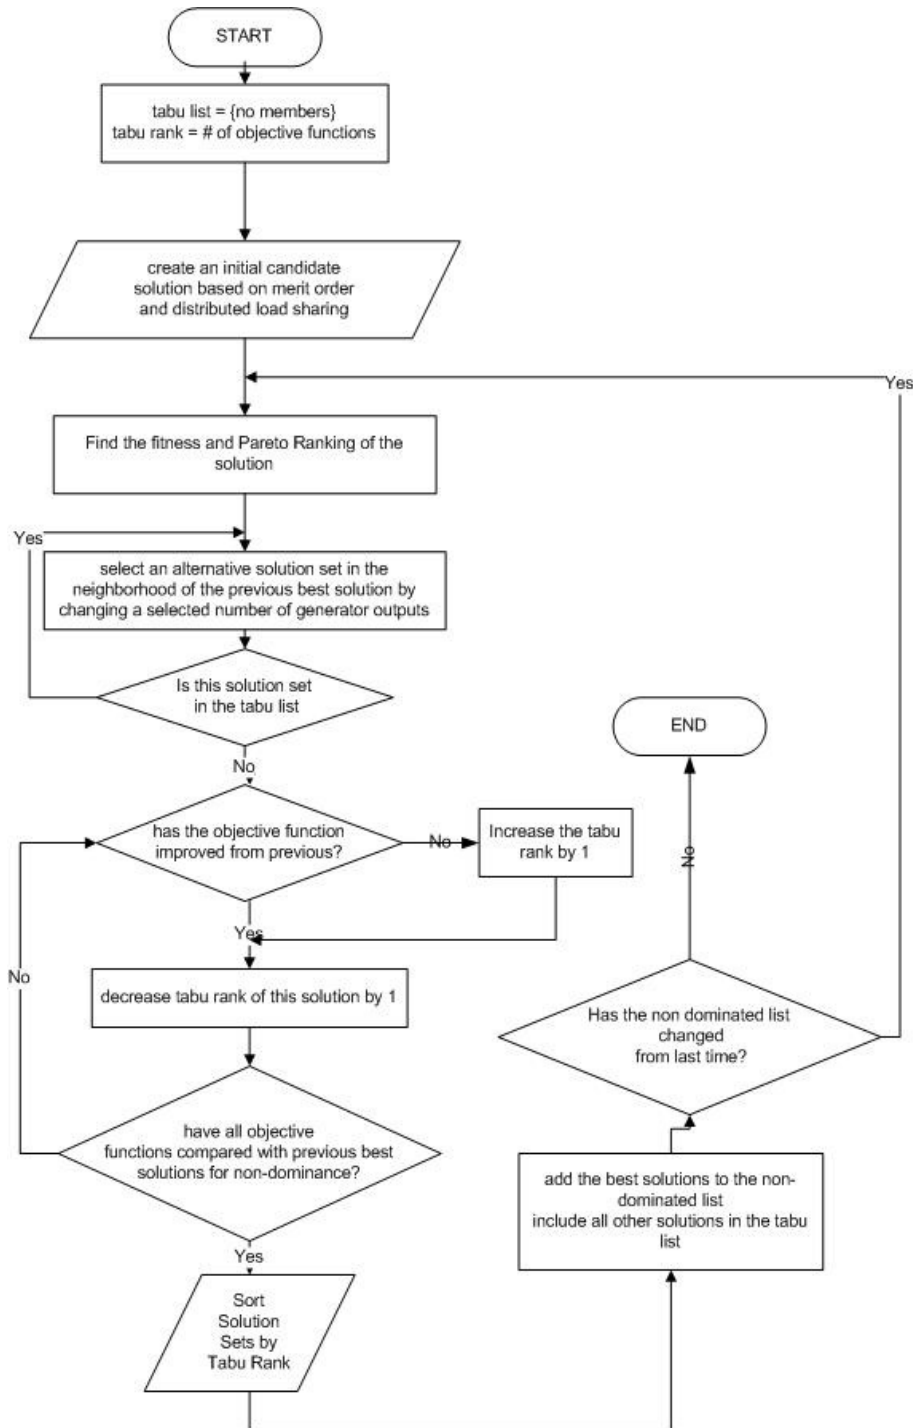 START
tabu list = {no members}
tabu rank = # of objective functions
create an initial candidate
solution based on merit order
and distributed load sharing
Yes
Find the fitness and Pareto Ranking of the
solution
Yes
select an alternative solution set in the
neighborhood of the previous best solution by
changing a selected number of generator outputs
Is this solution set
in the tabu list
No
has the objective function
improved from previous?
No
Increase the tabu
rank by 1
Yes
decrease tabu rank of this solution by 1
No
have all objective
functions compared with previous best
solutions for non-dominance?
Yes
Sort
Solution
Sets by
Tabu Rank
add the best solutions to the non-
dominated list
include all other solutions in the tabu
list
Has the non dominated list
changed
from last time?
No
END